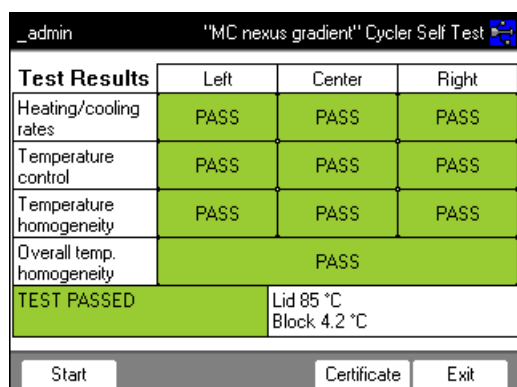 _admin "MC nexus gradient" Cycler Self Test
Test Results Left Center Right
Heating/cooling
rates
PASS PASS PASS
Temperature
control
PASS PASS PASS
Temperature
homogeneity
PASS PASS PASS
Overall temp.
homogeneity
PASS
TEST PASSED
Lid 85 °C
Block 4.2 °C
Start Certificate Exit